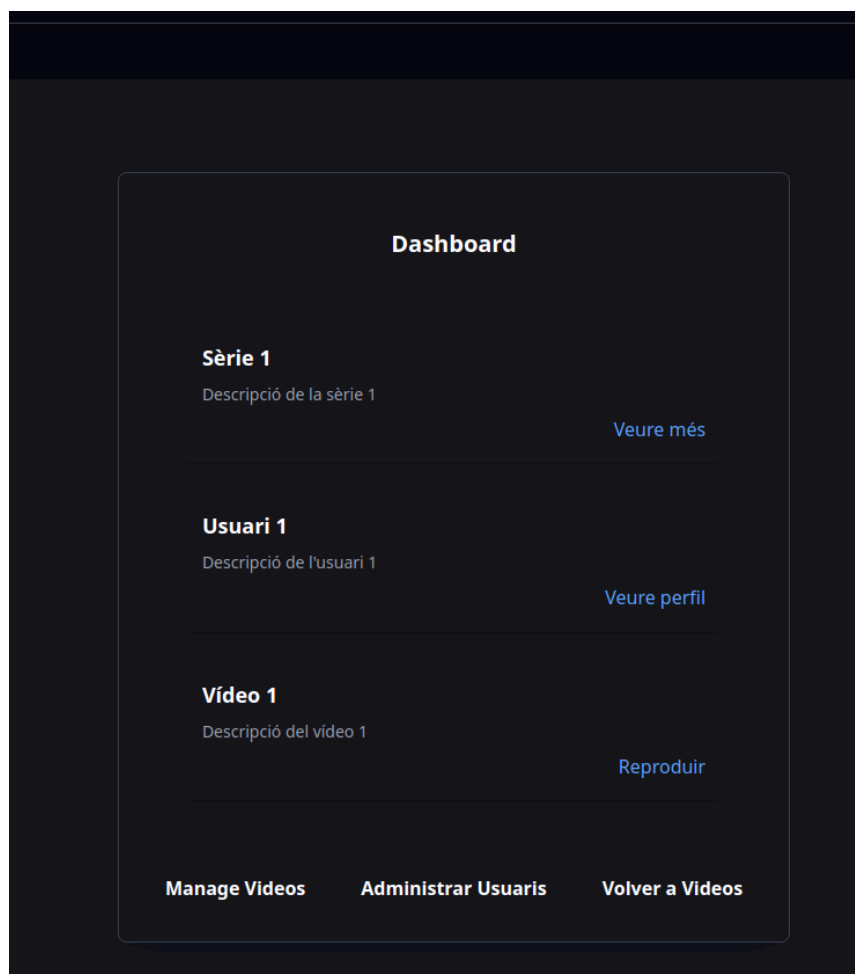 Dashboard
Sèrie 1
Descripció de la sèrie 1
Veure més
Usuari 1
Descripció de l'usuari 1
Veure perfil
Vídeo 1
Descripció del vídeo 1
Reproduir
Manage Videos Administrar Usuaris Volver a Videos